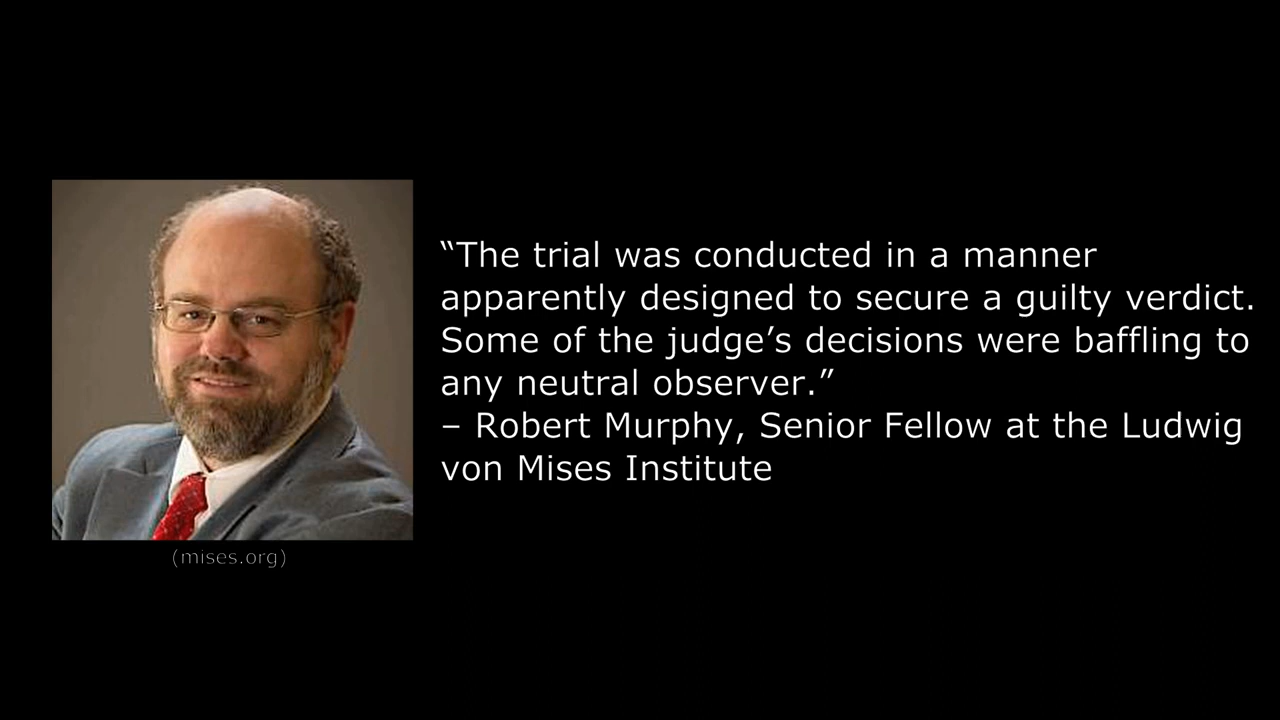 “The trial was conducted in a manner
apparently designed to secure a guilty verdict.
Some of the judge’s decisions were baffling to
any neutral observer.”
– Robert Murphy, Senior Fellow at the Ludwig
von Mises Institute
(mises.org)